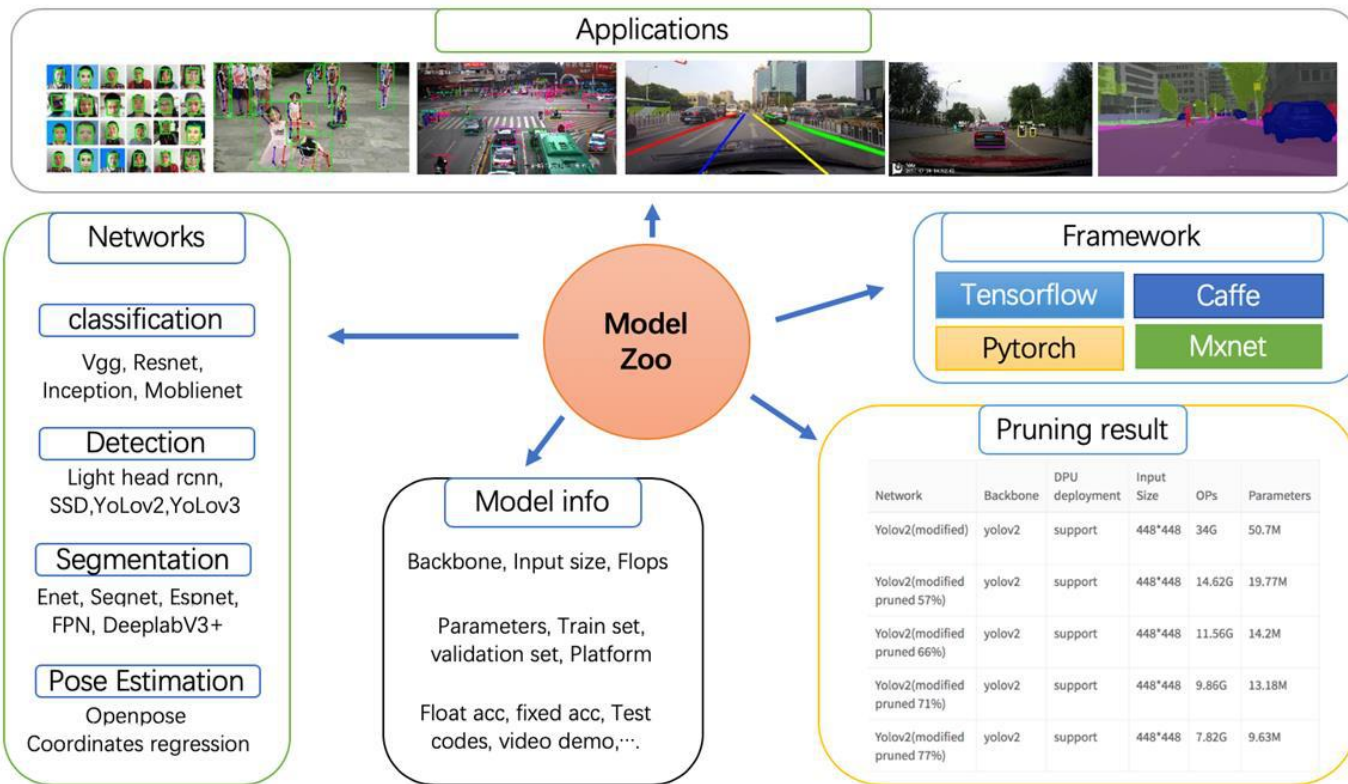 Applications
Networks
classification
Vgg, Resnet,
Inception, Moblienet
Detection
Light head rcnn,
SSD,YoLov2,YoLov3
Segmentation
Enet, Segnet, Espnet,
FPN, DeeplabV3+
Pose Estimation
Openpose
Coordinates regression
Model
Zoo
Model info
Backbone, Input size, Flops
Parameters, Train set,
validation set, Platform
Float acc, fixed acc, Test
codes, video demo,….
Framework
Tensorflow
Caffe
Pytorch
Mxnet
Pruning result
Network Backbone DPU deployment Input Size OPs Parameters
Yolov2(modified) yolov2 support 448*448 34G 50.7M
Yolov2(modified pruned 57%) yolov2 support 448*448 14.62G 19.77M
Yolov2(modified pruned 66%) yolov2 support 448*448 11.56G 14.2M
Yolov2(modified pruned 71%) yolov2 support 448*448 9.86G 13.18M
Yolov2(modified pruned 77%) yolov2 support 448*448 7.82G 9.63M